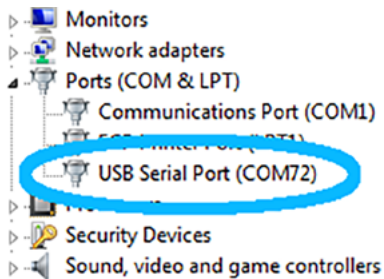 Monitors
Network adapters
Ports (COM & LPT)
Communications Port (COM1)
USB Serial Port (COM72)
Security Devices
Sound, video and game controllers